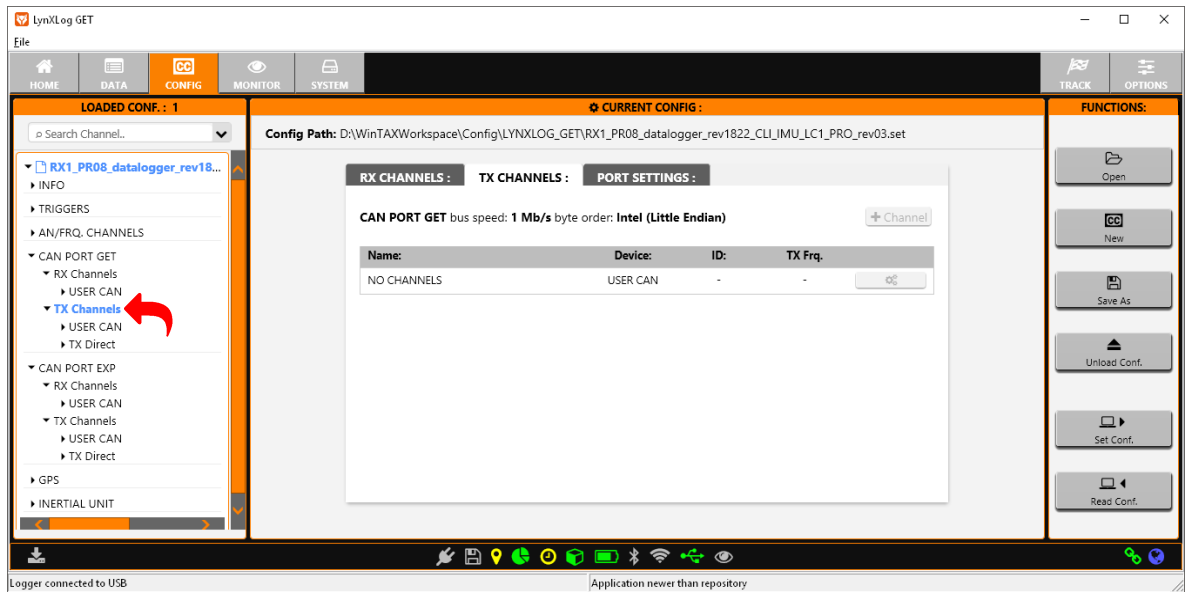 LynXLog GET
File
HOME
DATA
CONFIG
MONITOR
SYSTEM
TRACK
OPTIONS
LOADED CONF. : 1
Search Channel..
RX1_PR08_datalogger_rev18...
INFO
TRIGGERS
AN/FRQ. CHANNELS
CAN PORT GET
RX Channels
USER CAN
TX Channels
USER CAN
TX Direct
CAN PORT EXP
RX Channels
USER CAN
TX Channels
USER CAN
TX Direct
GPS
INERTIAL UNIT
CURRENT CONFIG :
Config Path: D:\WinTAXWorkspace\Config\LYNXLOG_GET\RX1_PR08_datalogger_rev1822_CLI_IMU_LC1_PRO_rev03.set
RX CHANNELS :
TX CHANNELS :
PORT SETTINGS :
CAN PORT GET bus speed: 1 Mb/s byte order: Intel (Little Endian)
+ Channel
Name: Device: ID: TX Frq.
NO CHANNELS USER CAN - -
FUNCTIONS:
Open
CC
New
Save As
Unload Conf.
Set Conf.
Read Conf.
Logger connected to USB
Application newer than repository